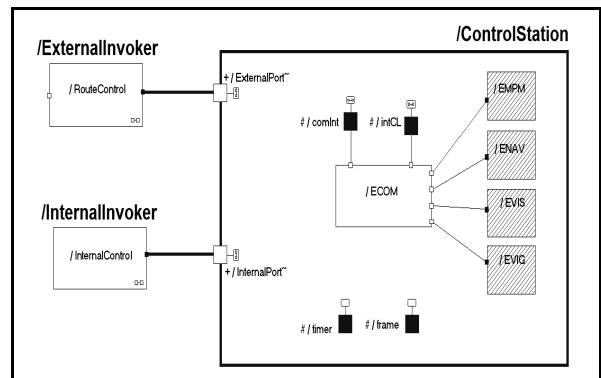 /ControlStation
/ExternalInvoker
/ RouteControl
+ / ExternalPort~
/ EMPM
# / comInt
# / intCL
/ ENAV
/ ECOM
/ EVIS
/InternalInvoker
/ InternalControl
/ EVIG
+ / InternalPort~
# / timer
# / frame